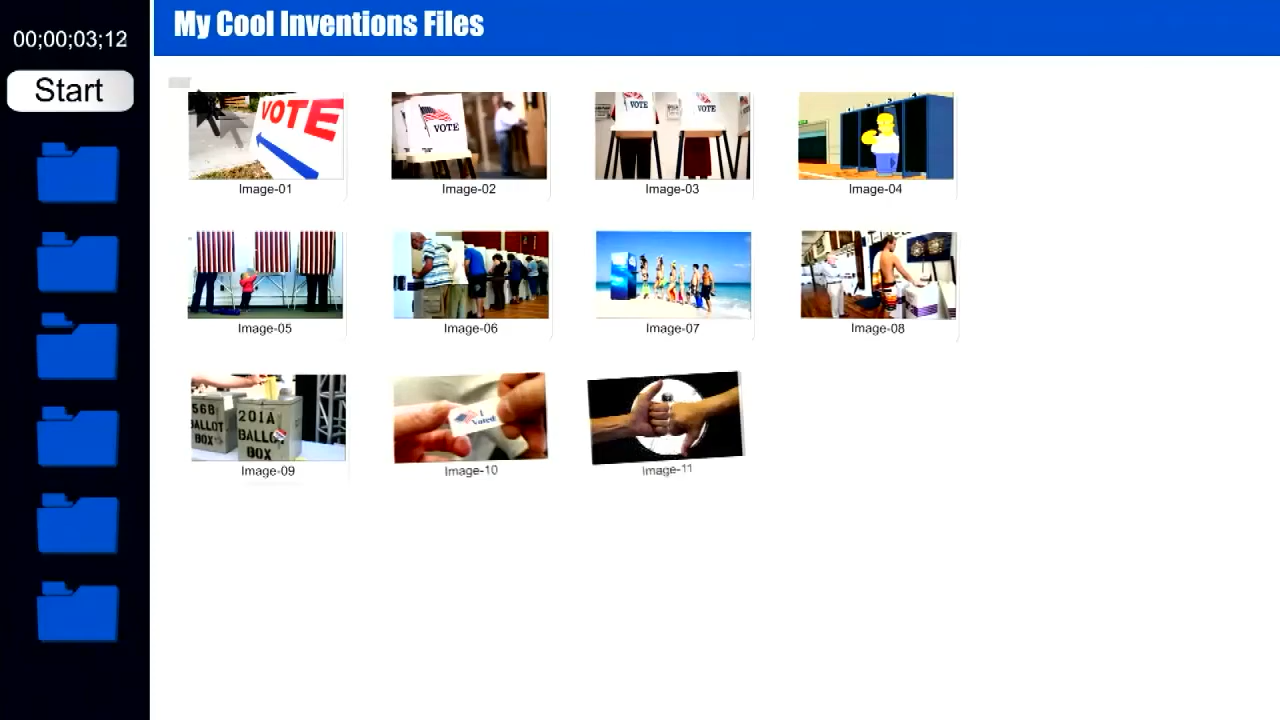 My Cool Inventions Files
00;00;03;12
Start
VOTE
VOTE
VOTE
VOTE
Image-01
Image-02
Image-03
Image-04
Image-05
Image-06
Image-07
Image-08
56B
BALLOT
BOX
201A
BALLO
BOX
I
Voted
Image-09
Image-10
Image-11